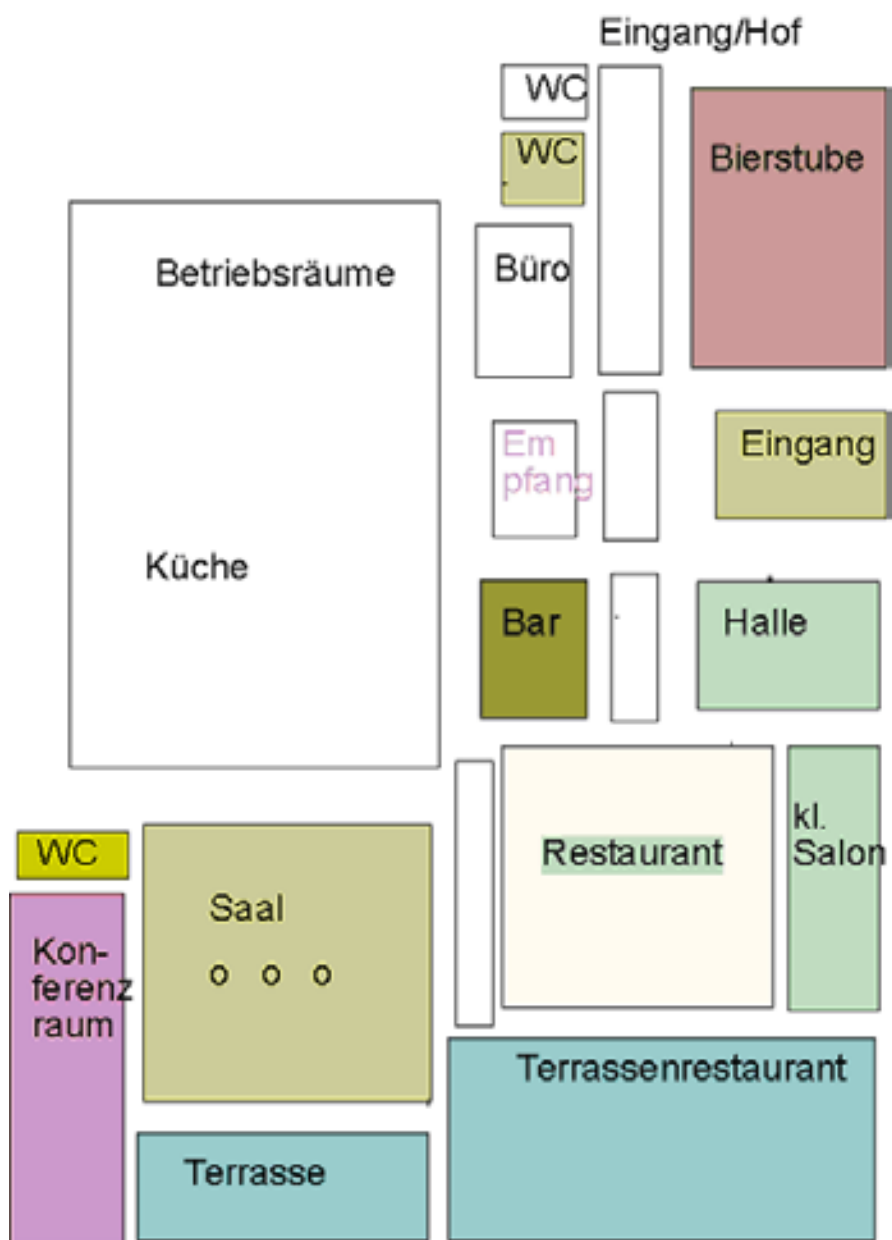 Eingang/Hof
WC
WC
Bierstube
Büro
Betriebsräume
Em
pfang
Eingang
Küche
Bar
Halle
WC
Restaurant
kl.
Salon
Saal
o o o
Kon-
ferenz
raum
Terrassenrestaurant
Terrasse